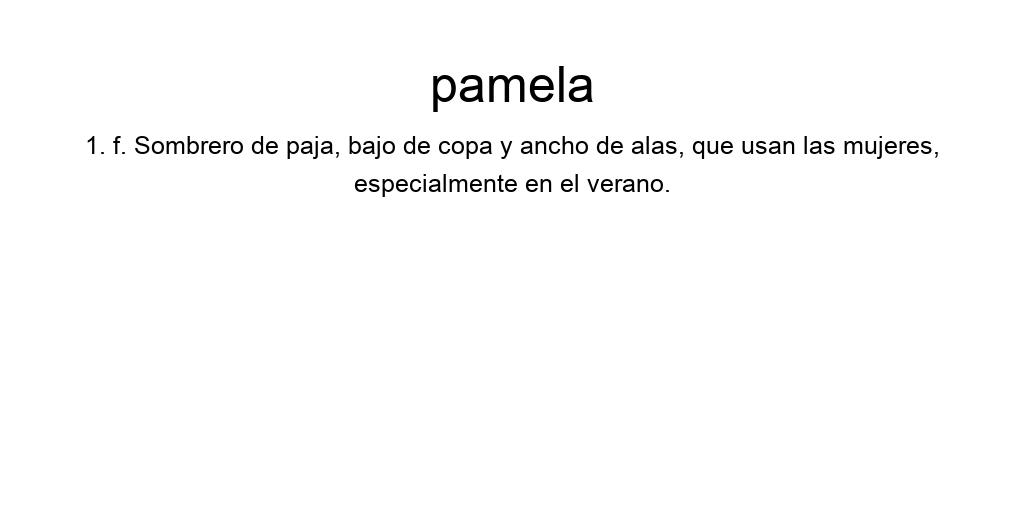 pamela
1. f. Sombrero de paja, bajo de copa y ancho de alas, que usan las mujeres,
especialmente en el verano.